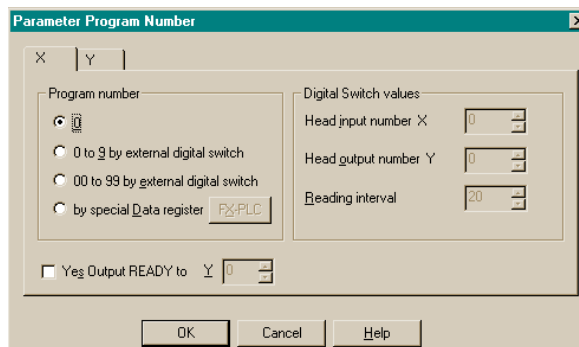 Parameter Program Number
X Y
Program number
0
0 to 9 by external digital switch
00 to 99 by external digital switch
by special Data register FX-PLC
Digital Switch values
Head input number X 0
Head output number Y 0
Reading interval 20
Yes Output READY to Y 0
OK Cancel Help